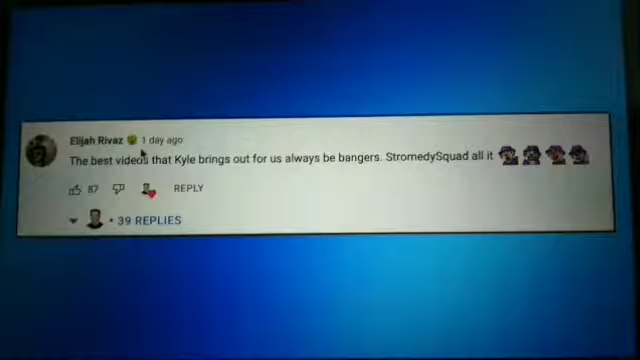 Elijah Rivaz 1 day ago
The best videos that Kyle brings out for us always be bangers. StromedySquad all it
87 REPLY
• 39 REPLIES